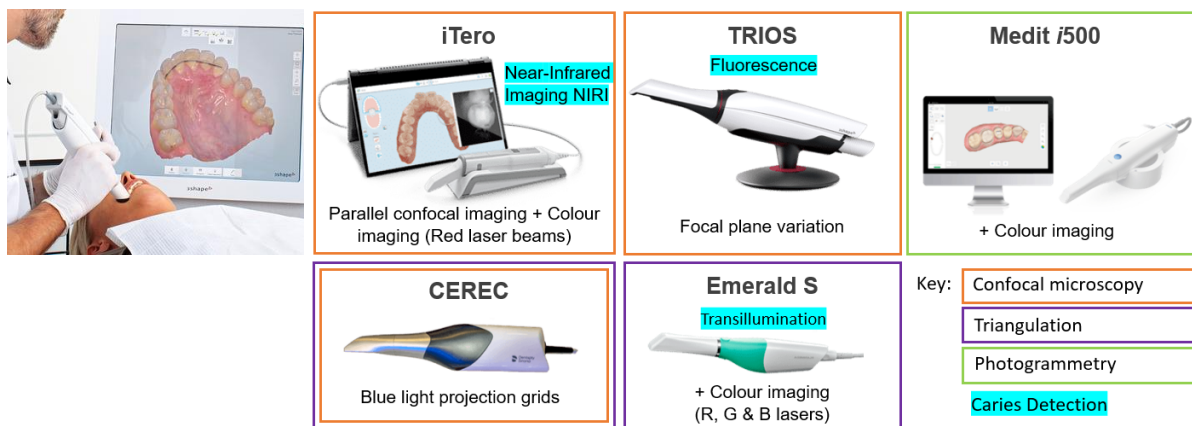 3shape
iTero
Near-Infrared
Imaging NIRI
Parallel confocal imaging + Colour
imaging (Red laser beams)
TRIOS
Fluorescence
Focal plane variation
Medit i500
+ Colour imaging
CEREC
Blue light projection grids
Emerald S
Transillumination
+ Colour imaging
(R, G & B lasers)
Key:
Confocal microscopy
Triangulation
Photogrammetry
Caries Detection